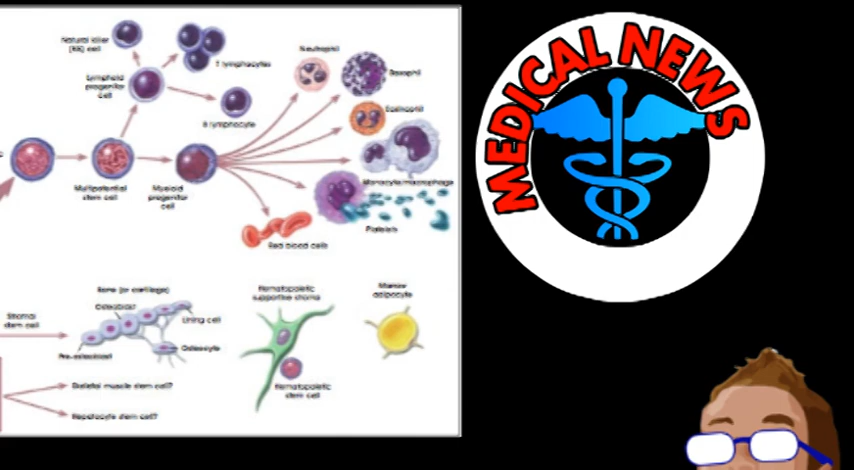 Natural killer
(NK) cell
T lymphocytes
Lymphoid
progenitor
cell
B lymphocyte
Neutrophil
Basophil
Eosinophil
Multipotential
stem cell
Myeloid
progenitor
cell
Monocyte/macrophage
Platelets
Red blood cells
Stromal
stem cell
Bone (or cartilage)
Osteoblast
Lining cell
Pre-osteoblast
Osteocyte
Hematopoietic
supportive stroma
Hematopoietic
stem cell
Marrow
adipocyte
Skeletal muscle stem cell?
Hepatocyte stem cell?
MEDICAL NEWS